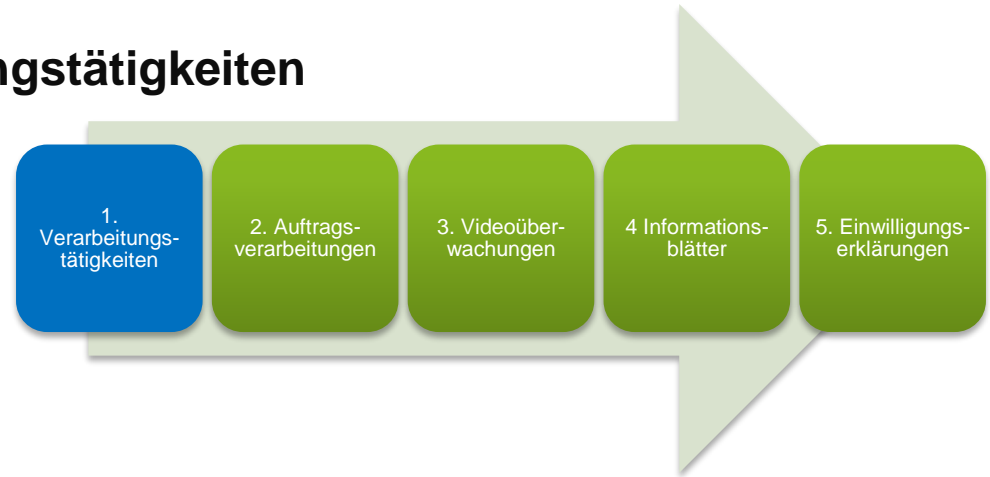 ngstätigkeiten
1.
Verarbeitungs-
tätigkeiten
2. Auftrags-
verarbeitungen
3. Videoüber-
wachungen
4 Informations-
blätter
5. Einwilligungs-
erklärungen